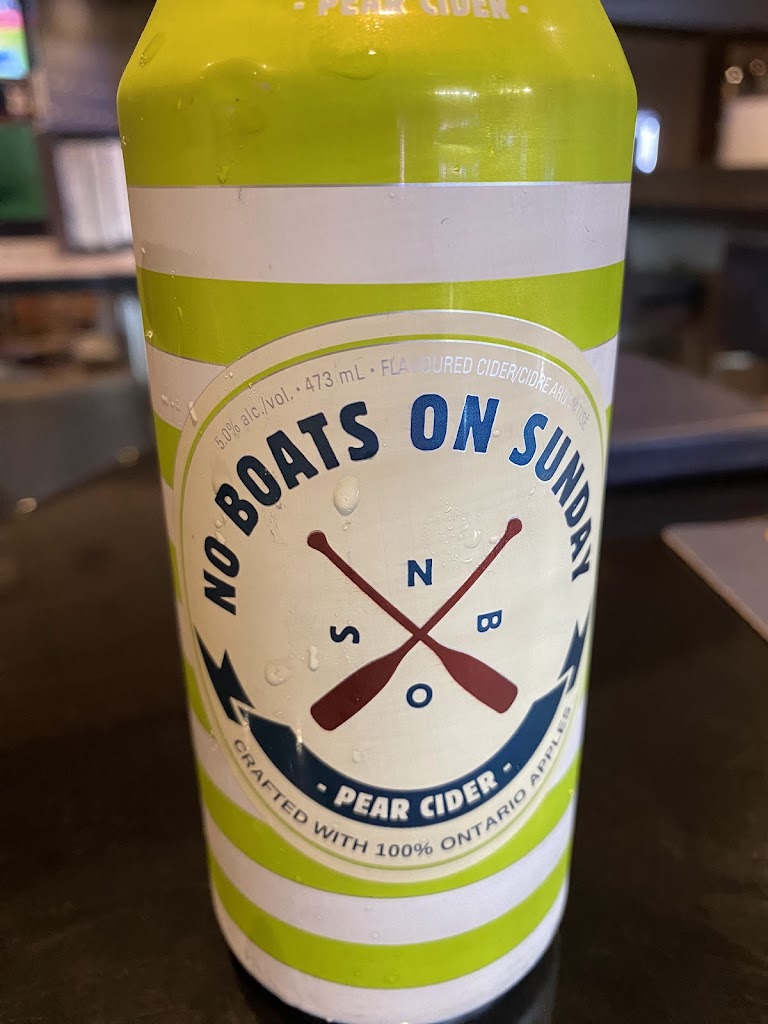 - PEAR CIDER -
5.0% alc./vol. • 473 mL • FLAVOURED CIDER/CIDRE AROMATISÉ
NO BOATS ON SUNDAY
N
S B
O
- PEAR CIDER -
CRAFTED WITH 100% ONTARIO APPLES